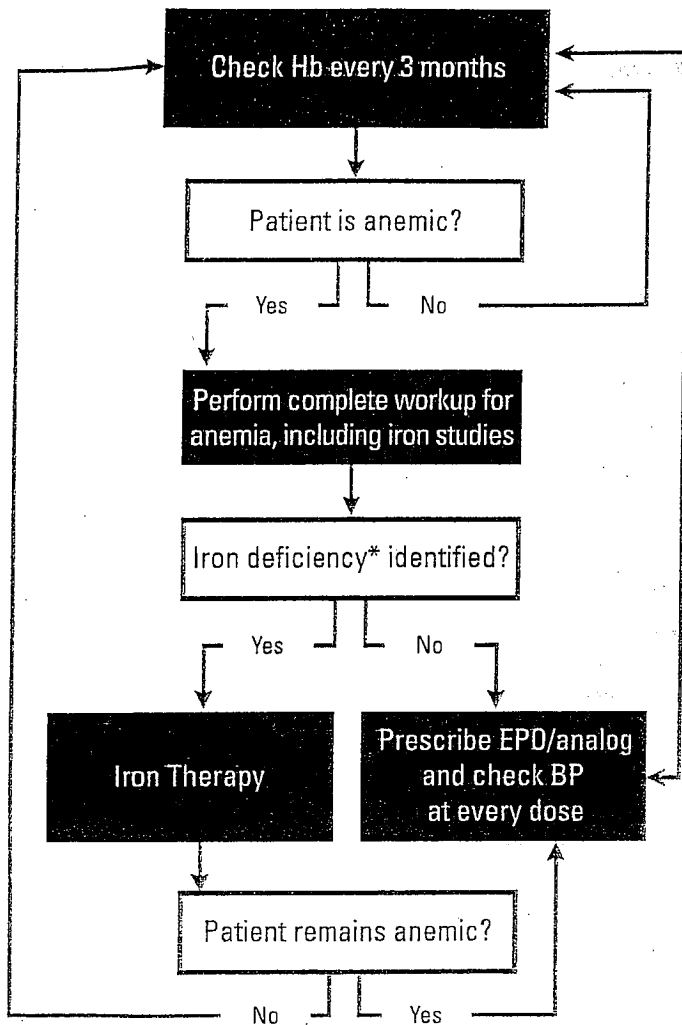 Check Hb every 3 months
Patient is anemic?
Yes
No
Perform complete workup for
anemia, including iron studies
Iron deficiency* identified?
Yes
No
Iron Therapy
Prescribe EPO/analog
and check BP
at every dose
Patient remains anemic?
No
Yes